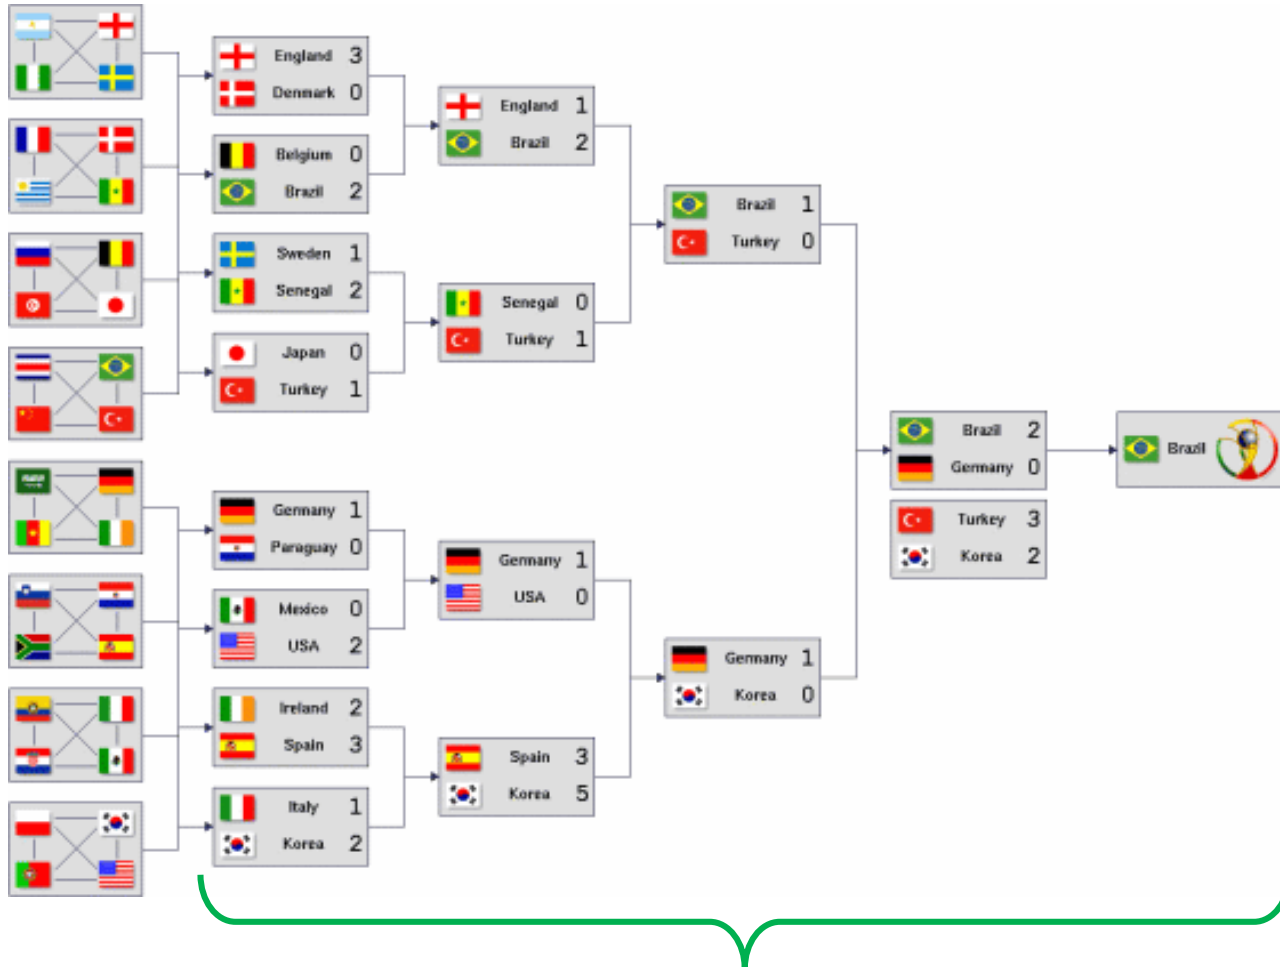 England 3
Denmark 0
Belgium 0
Brazil 2
Sweden 1
Senegal 2
Japan 0
Turkey 1
Germany 1
Paraguay 0
Mexico 0
USA 2
Ireland 2
Spain 3
Italy 1
Korea 2
England 1
Brazil 2
Senegal 0
Turkey 1
Germany 1
USA 0
Spain 3
Korea 5
Brazil 1
Turkey 0
Germany 1
Korea 0
Brazil 2
Germany 0
Turkey 3
Korea 2
Brazil